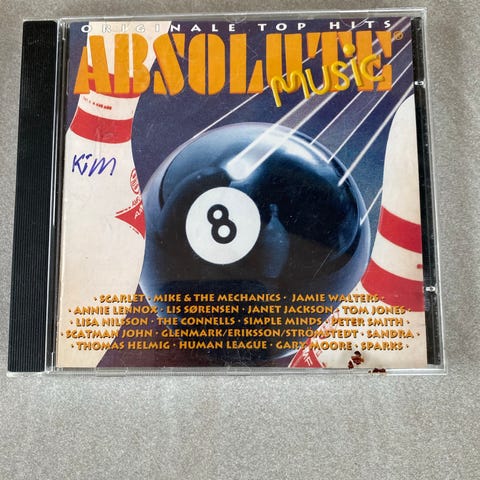 ORIGINALE TOP HITS
ABSOLUTE®
MUSIC
Kim
8
· SCARLET · MIKE & THE MECHANICS · JAMIE WALTERS ·
· ANNIE LENNOX · LIS SØRENSEN · JANET JACKSON · TOM JONES ·
· LISA NILSSON · THE CONNELLS · SIMPLE MINDS · PETER SMITH ·
· SCATMAN JOHN · GLENMARK/ERIKSSON/STRÖMSTEDT · SANDRA ·
· THOMAS HELMIG · HUMAN LEAGUE · GARY MOORE · SPARKS ·